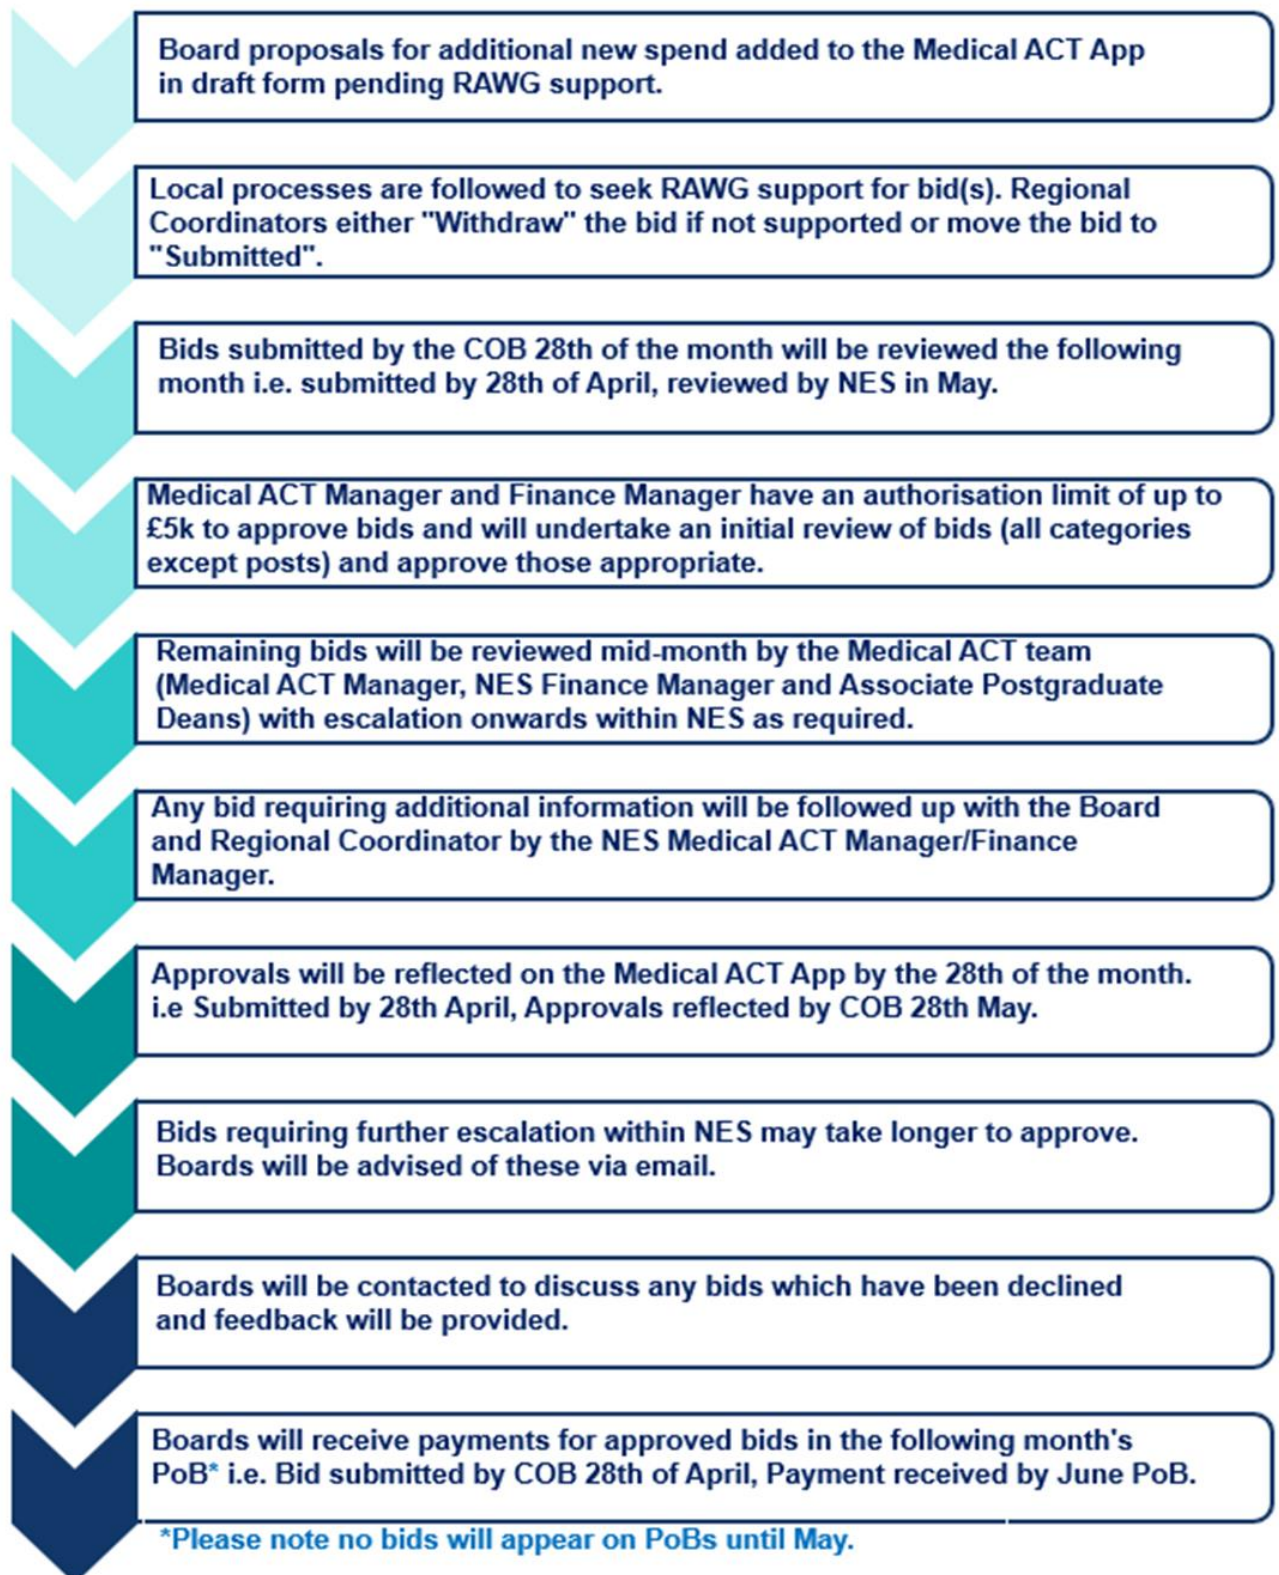 Board proposals for additional new spend added to the Medical ACT App
in draft form pending RAWG support.
Local processes are followed to seek RAWG support for bid(s). Regional
Coordinators either "Withdraw" the bid if not supported or move the bid to
"Submitted".
Bids submitted by the COB 28th of the month will be reviewed the following
month i.e. submitted by 28th of April, reviewed by NES in May.
Medical ACT Manager and Finance Manager have an authorisation limit of up to
£5k to approve bids and will undertake an initial review of bids (all categories
except posts) and approve those appropriate.
Remaining bids will be reviewed mid-month by the Medical ACT team
(Medical ACT Manager, NES Finance Manager and Associate Postgraduate
Deans) with escalation onwards within NES as required.
Any bid requiring additional information will be followed up with the Board
and Regional Coordinator by the NES Medical ACT Manager/Finance
Manager.
Approvals will be reflected on the Medical ACT App by the 28th of the month.
i.e Submitted by 28th April, Approvals reflected by COB 28th May.
Bids requiring further escalation within NES may take longer to approve.
Boards will be advised of these via email.
Boards will be contacted to discuss any bids which have been declined
and feedback will be provided.
Boards will receive payments for approved bids in the following month's
PoB* i.e. Bid submitted by COB 28th of April, Payment received by June PoB.
*Please note no bids will appear on PoBs until May.